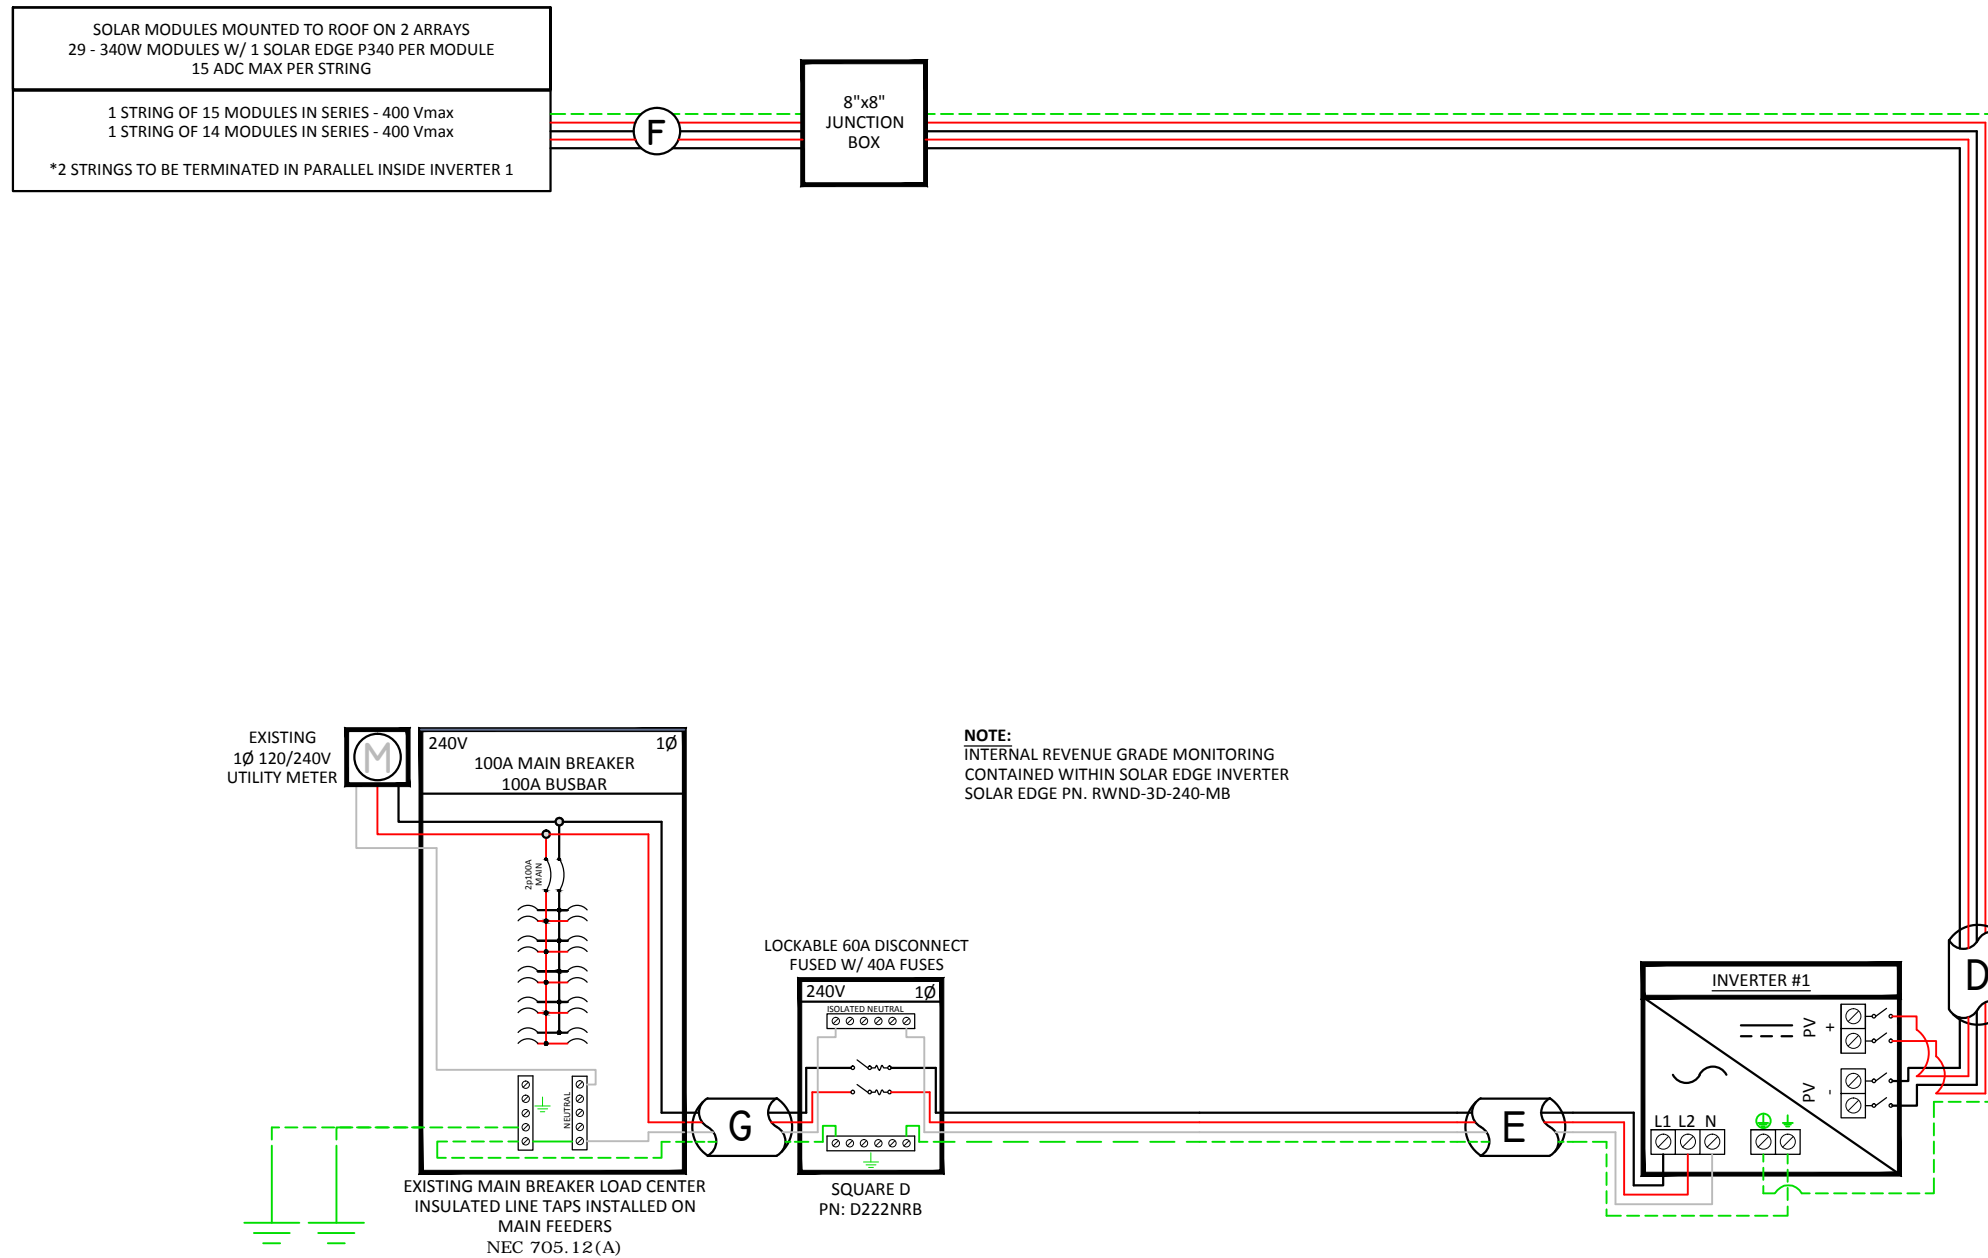 SOLAR MODULES MOUNTED TO ROOF ON 2 ARRAYS
29 - 340W MODULES W/ 1 SOLAR EDGE P340 PER MODULE
15 ADC MAX PER STRING
1 STRING OF 15 MODULES IN SERIES - 400 Vmax
1 STRING OF 14 MODULES IN SERIES - 400 Vmax
*2 STRINGS TO BE TERMINATED IN PARALLEL INSIDE INVERTER 1
F
8"x8"
JUNCTION
BOX
EXISTING
1Ø 120/240V
UTILITY METER
M
240V 1Ø
100A MAIN BREAKER
100A BUSBAR
2p100A
MAIN
NEUTRAL
EXISTING MAIN BREAKER LOAD CENTER
INSULATED LINE TAPS INSTALLED ON
MAIN FEEDERS
NEC 705.12(A)
G
LOCKABLE 60A DISCONNECT
FUSED W/ 40A FUSES
240V 1Ø
ISOLATED NEUTRAL
SQUARE D
PN: D222NRB
NOTE:
INTERNAL REVENUE GRADE MONITORING
CONTAINED WITHIN SOLAR EDGE INVERTER
SOLAR EDGE PN. RWND-3D-240-MB
E
D
INVERTER #1
PV +
PV -
L1 L2 N